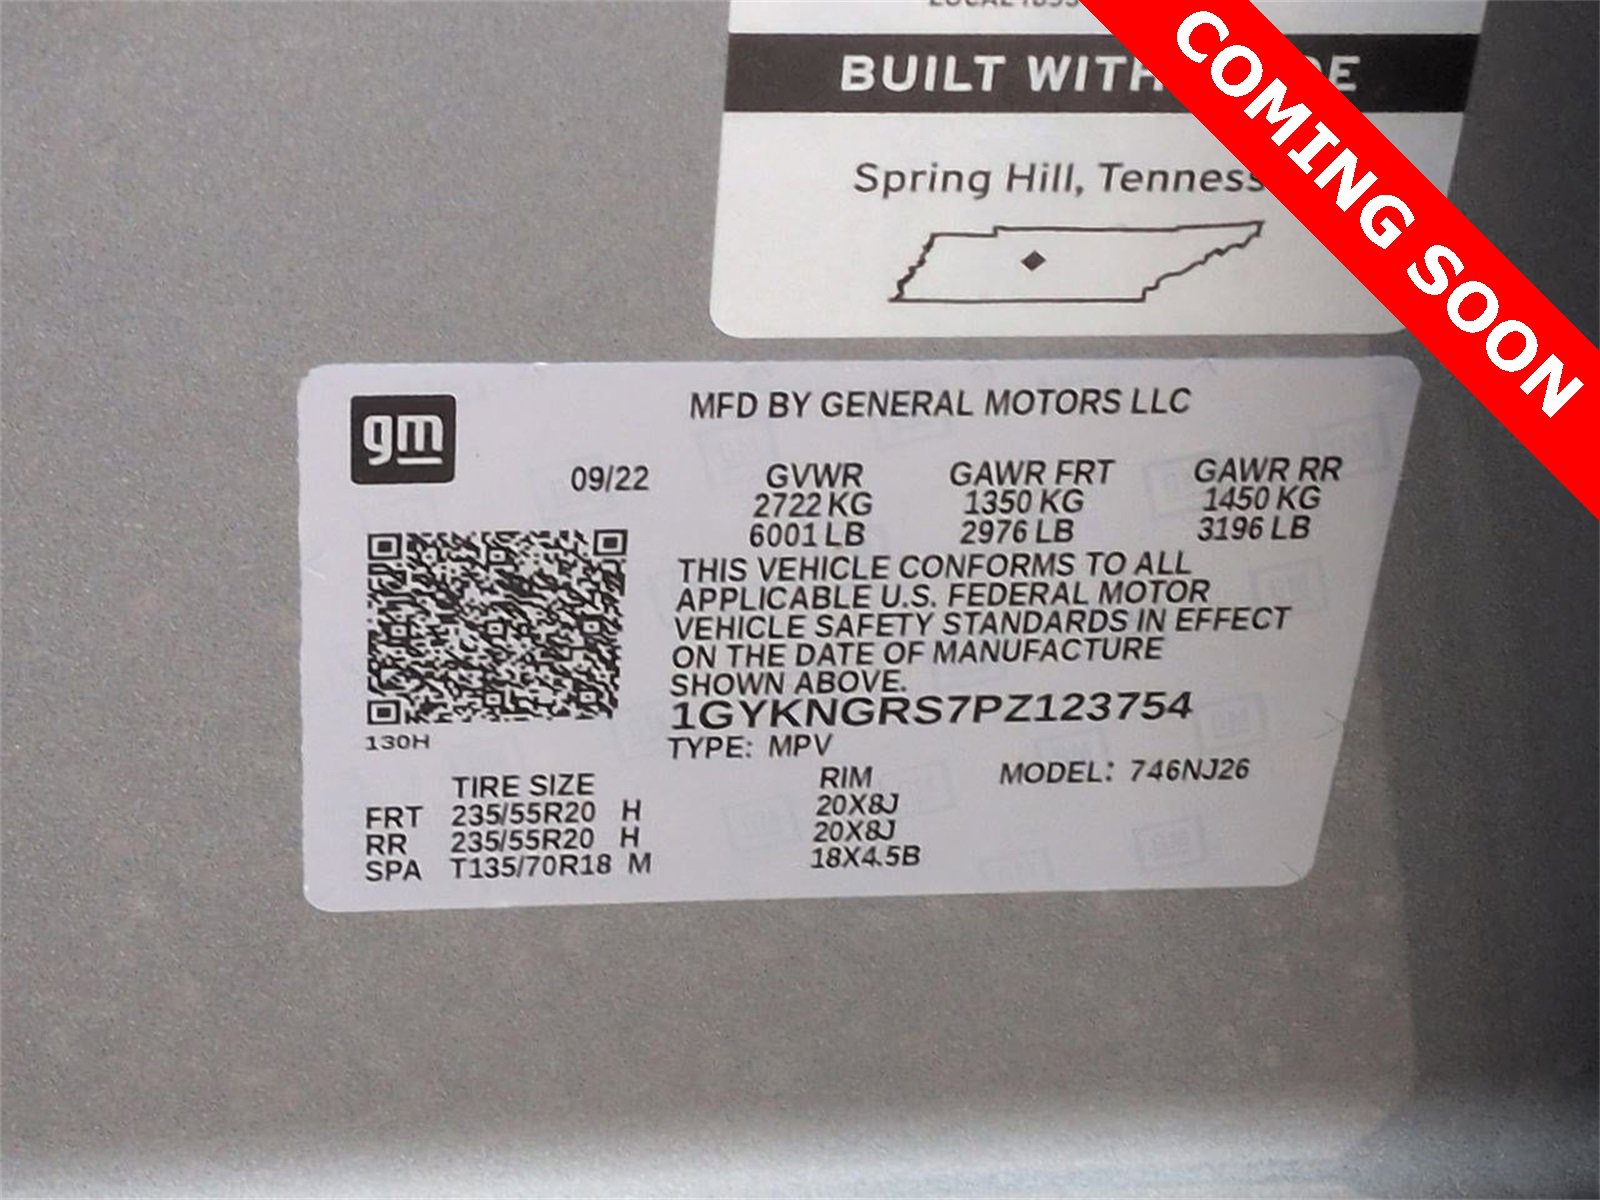 BUILT WITH
Spring Hill, Tenness
COMING SOON
gm
MFD BY GENERAL MOTORS LLC
09/22 GVWR GAWR FRT GAWR RR
2722 KG 1350 KG 1450 KG
6001 LB 2976 LB 3196 LB
THIS VEHICLE CONFORMS TO ALL
APPLICABLE U.S. FEDERAL MOTOR
VEHICLE SAFETY STANDARDS IN EFFECT
ON THE DATE OF MANUFACTURE
SHOWN ABOVE.
1GYKNGRS7PZ123754
130H
TYPE: MPV
TIRE SIZE RIM MODEL: 746NJ26
FRT 235/55R20 H 20X8J
RR 235/55R20 H 20X8J
SPA T135/70R18 M 18X4.5B